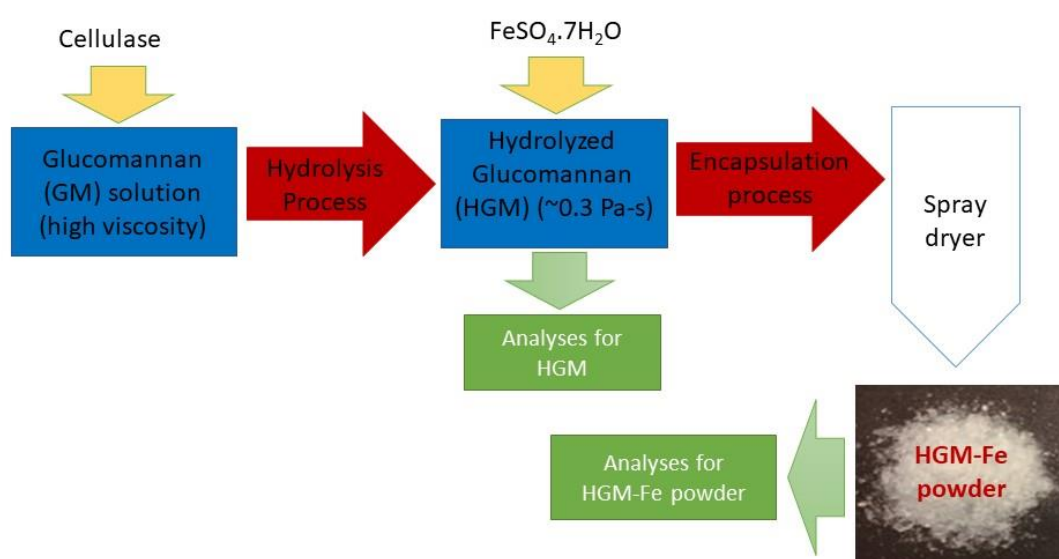 Cellulase
FeSO₄.7H₂O
Glucomannan
(GM) solution
(high viscosity)
Hydrolysis
Process
Hydrolyzed
Glucomannan
(HGM) (~0.3 Pa-s)
Encapsulation
process
Spray
dryer
Analyses for
HGM
Analyses for
HGM-Fe powder
HGM-Fe
powder